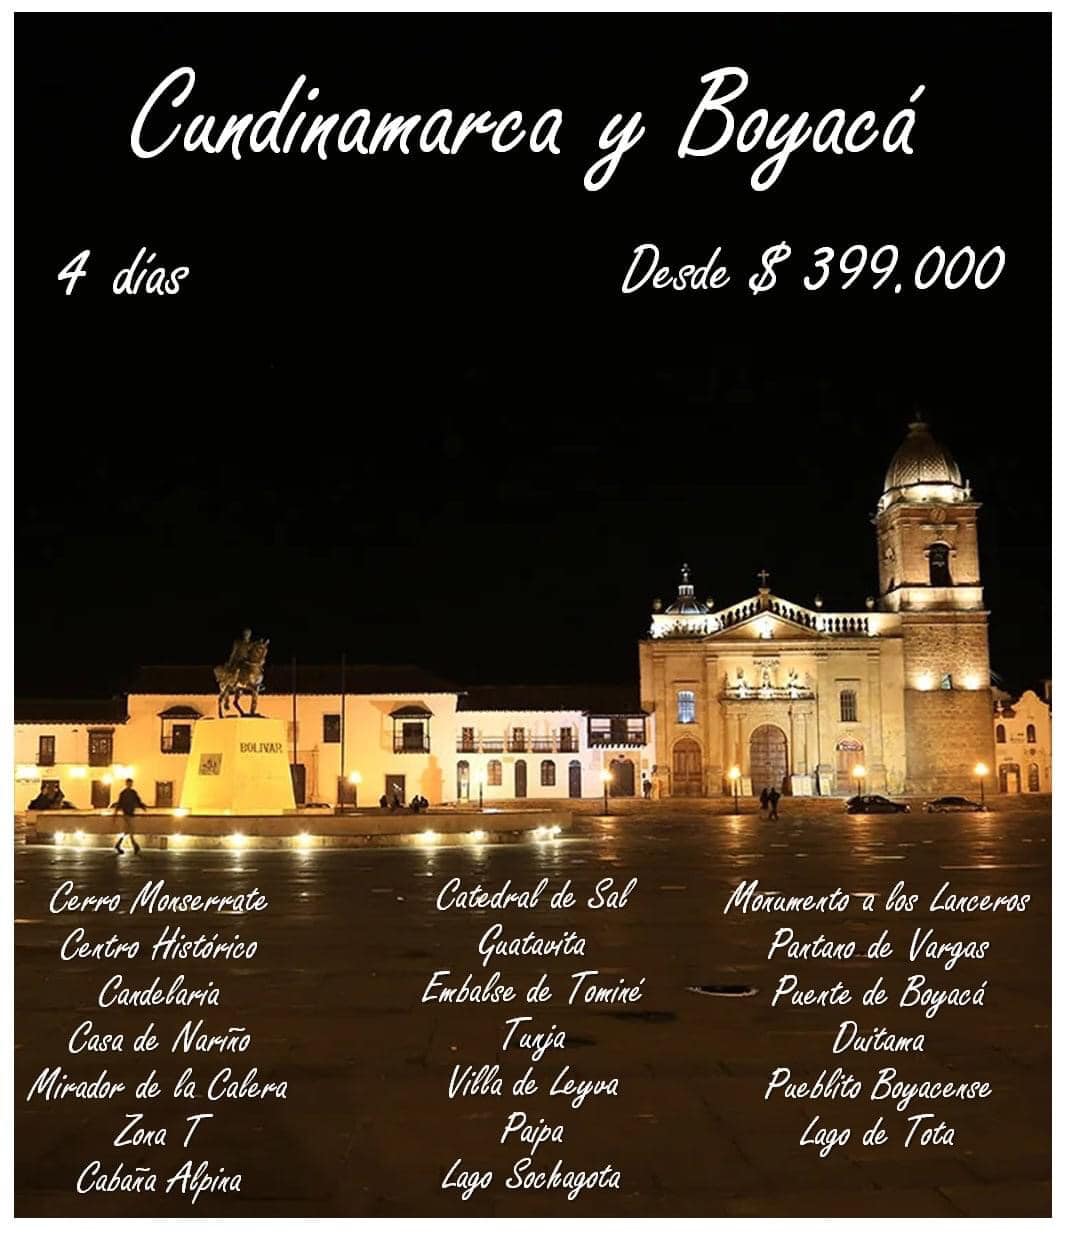 Cundinamarca y Boyacá
4 días
Desde $ 399.000
BOLIVAR
Cerro Monserrate
Centro Histórico
Candelaria
Casa de Nariño
Mirador de la Calera
Zona T
Cabaña Alpina
Catedral de Sal
Guatavita
Embalse de Tominé
Tunja
Villa de Leyva
Paipa
Lago Sochagota
Monumento a los Lanceros
Pantano de Vargas
Puente de Boyacá
Duitama
Pueblito Boyacense
Lago de Tota